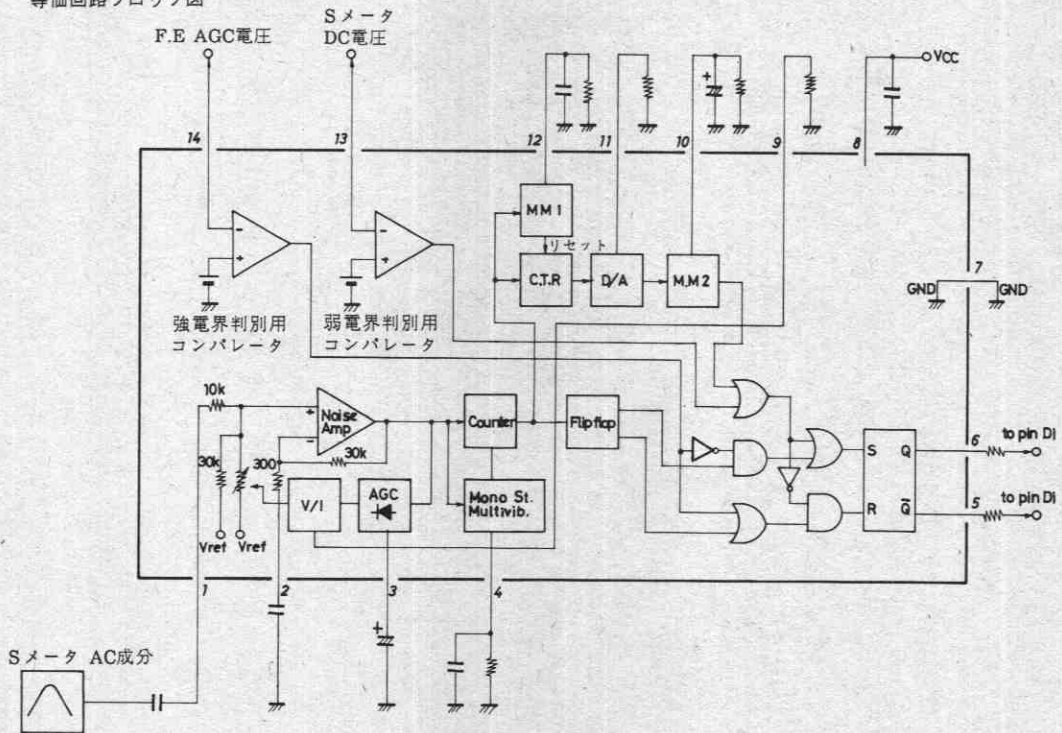 等価回路ブロック図
F.E AGC電圧
Sメータ
DC電圧
VCC
14
13
12
11
10
9
8
MM1
リセット
C.T.R
D/A
M.M2
7
GND
GND
強電界判別用
コンパレータ
弱電界判別用
コンパレータ
10k
Noise
Amp
30k
30k
300
Counter
Flip flop
V/I
AGC
Mono St.
Multivib.
Vref
Vref
S
Q
R
Q̄
6
to pin Di
5
to pin Di
1
2
3
4
Sメータ AC成分